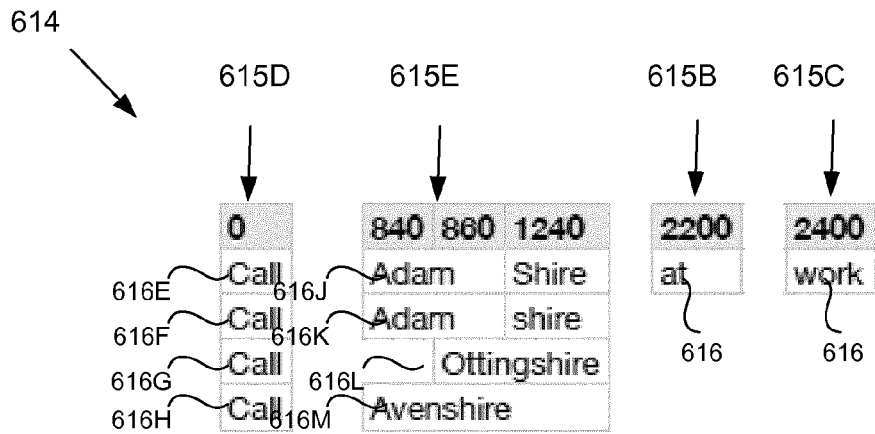 614
615D 615E 615B 615C
0 840 860 1240 2200 2400
616E Call 616J Adam Shire at work
616F Call 616K Adam shire 616 616
616G Call 616L Ottingshire
616H Call 616M Avenshire